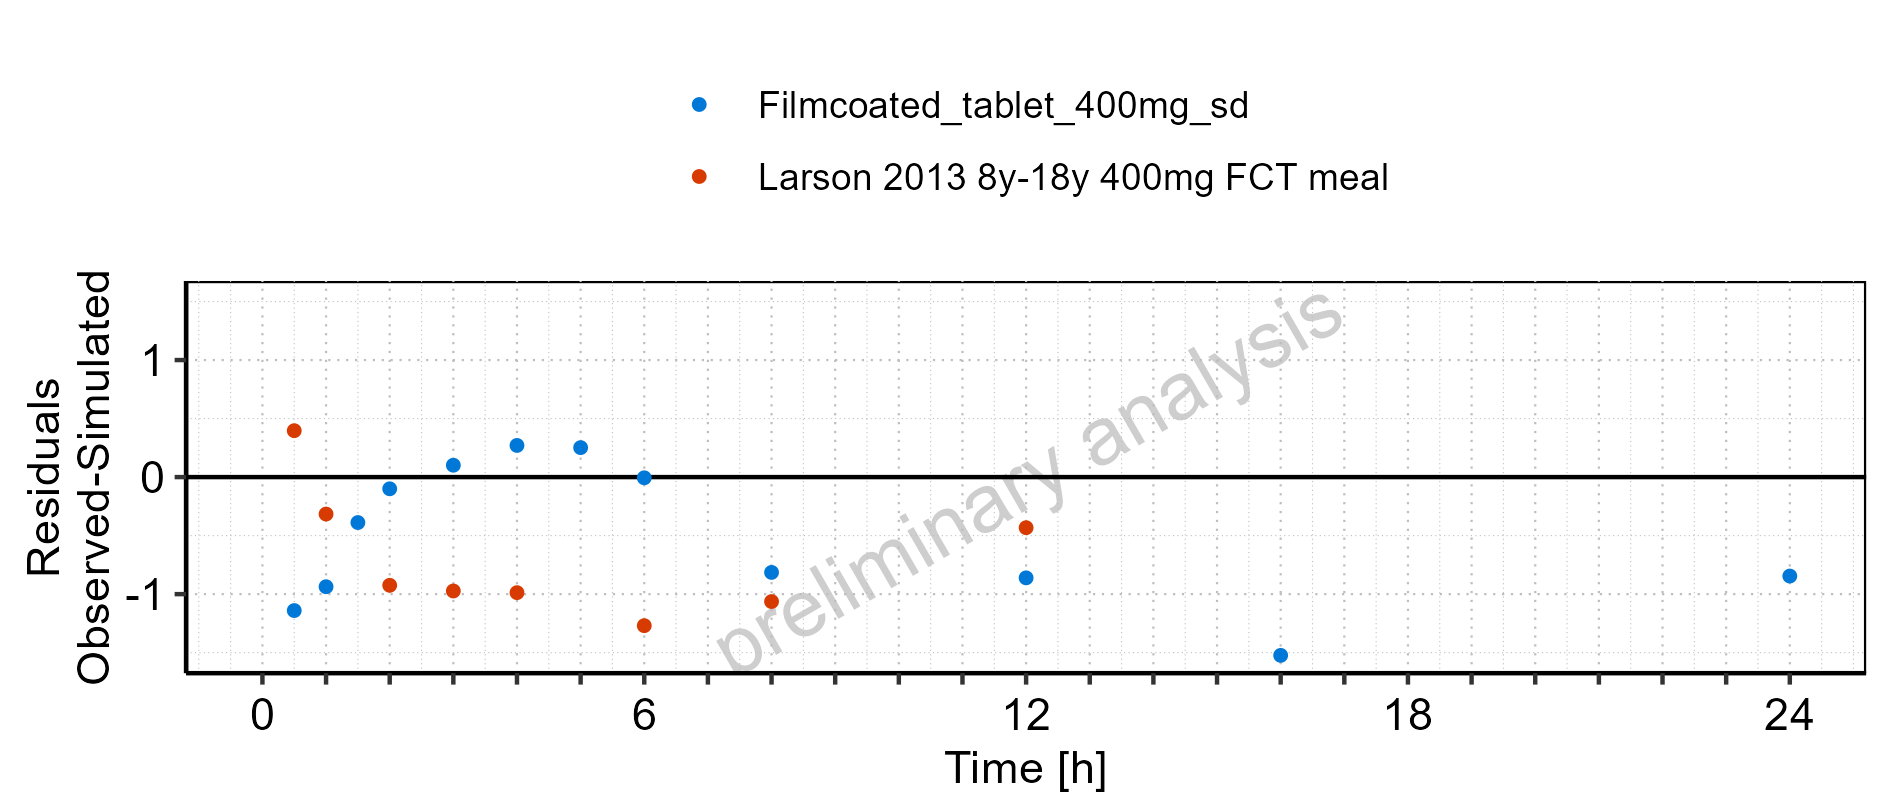 Filmcoated_tablet_400mg_sd
Larson 2013 8y-18y 400mg FCT meal
Residuals
Observed-Simulated
1
0
-1
preliminary analysis
0 6 12 18 24
Time [h]